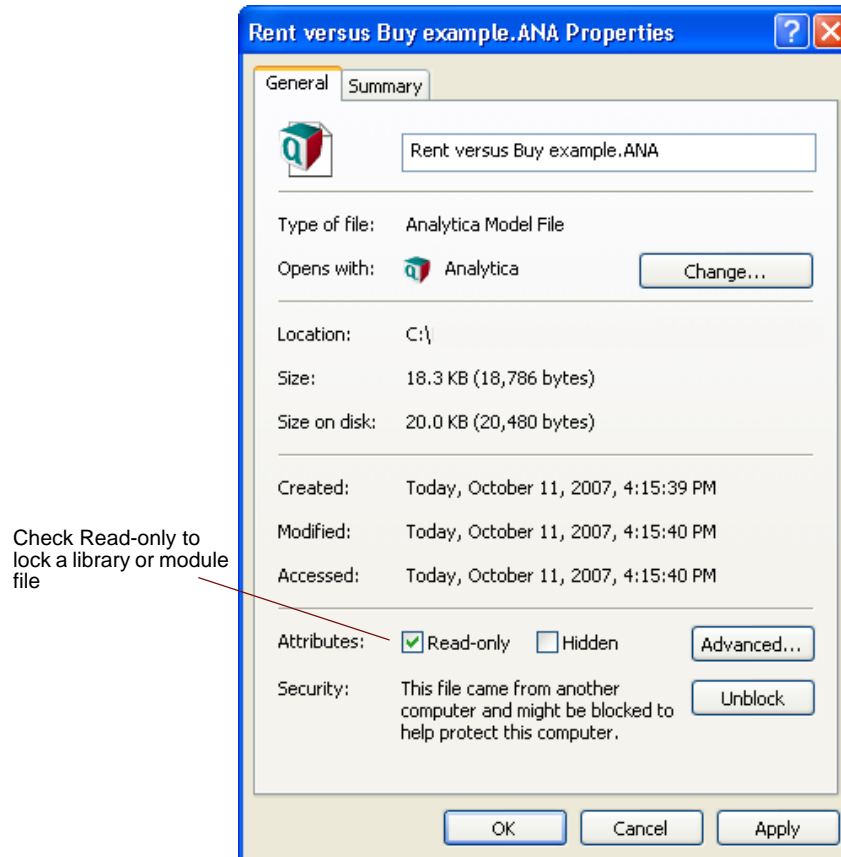 Rent versus Buy example.ANA Properties
General
Summary
Rent versus Buy example.ANA
Type of file: Analytica Model File
Opens with: Analytica
Change...
Location: C:\
Size: 18.3 KB (18,786 bytes)
Size on disk: 20.0 KB (20,480 bytes)
Created: Today, October 11, 2007, 4:15:39 PM
Modified: Today, October 11, 2007, 4:15:40 PM
Accessed: Today, October 11, 2007, 4:15:40 PM
Check Read-only to
lock a library or module
file
Attributes: Read-only Hidden Advanced...
Security: This file came from another
computer and might be blocked to
help protect this computer.
Unblock
OK Cancel Apply